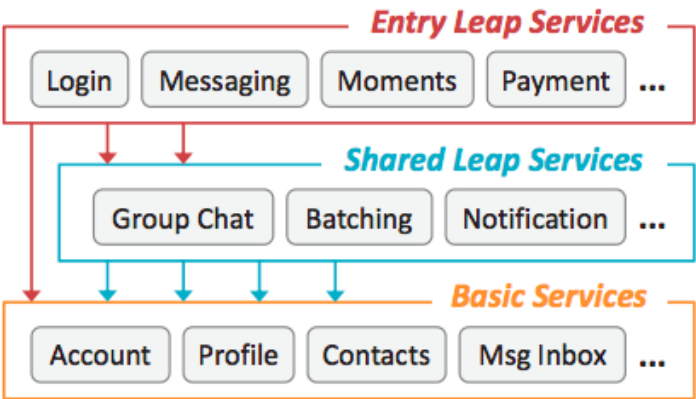 Entry Leap Services
Login Messaging Moments Payment ...
Shared Leap Services
Group Chat Batching Notification ...
Basic Services
Account Profile Contacts Msg Inbox ...